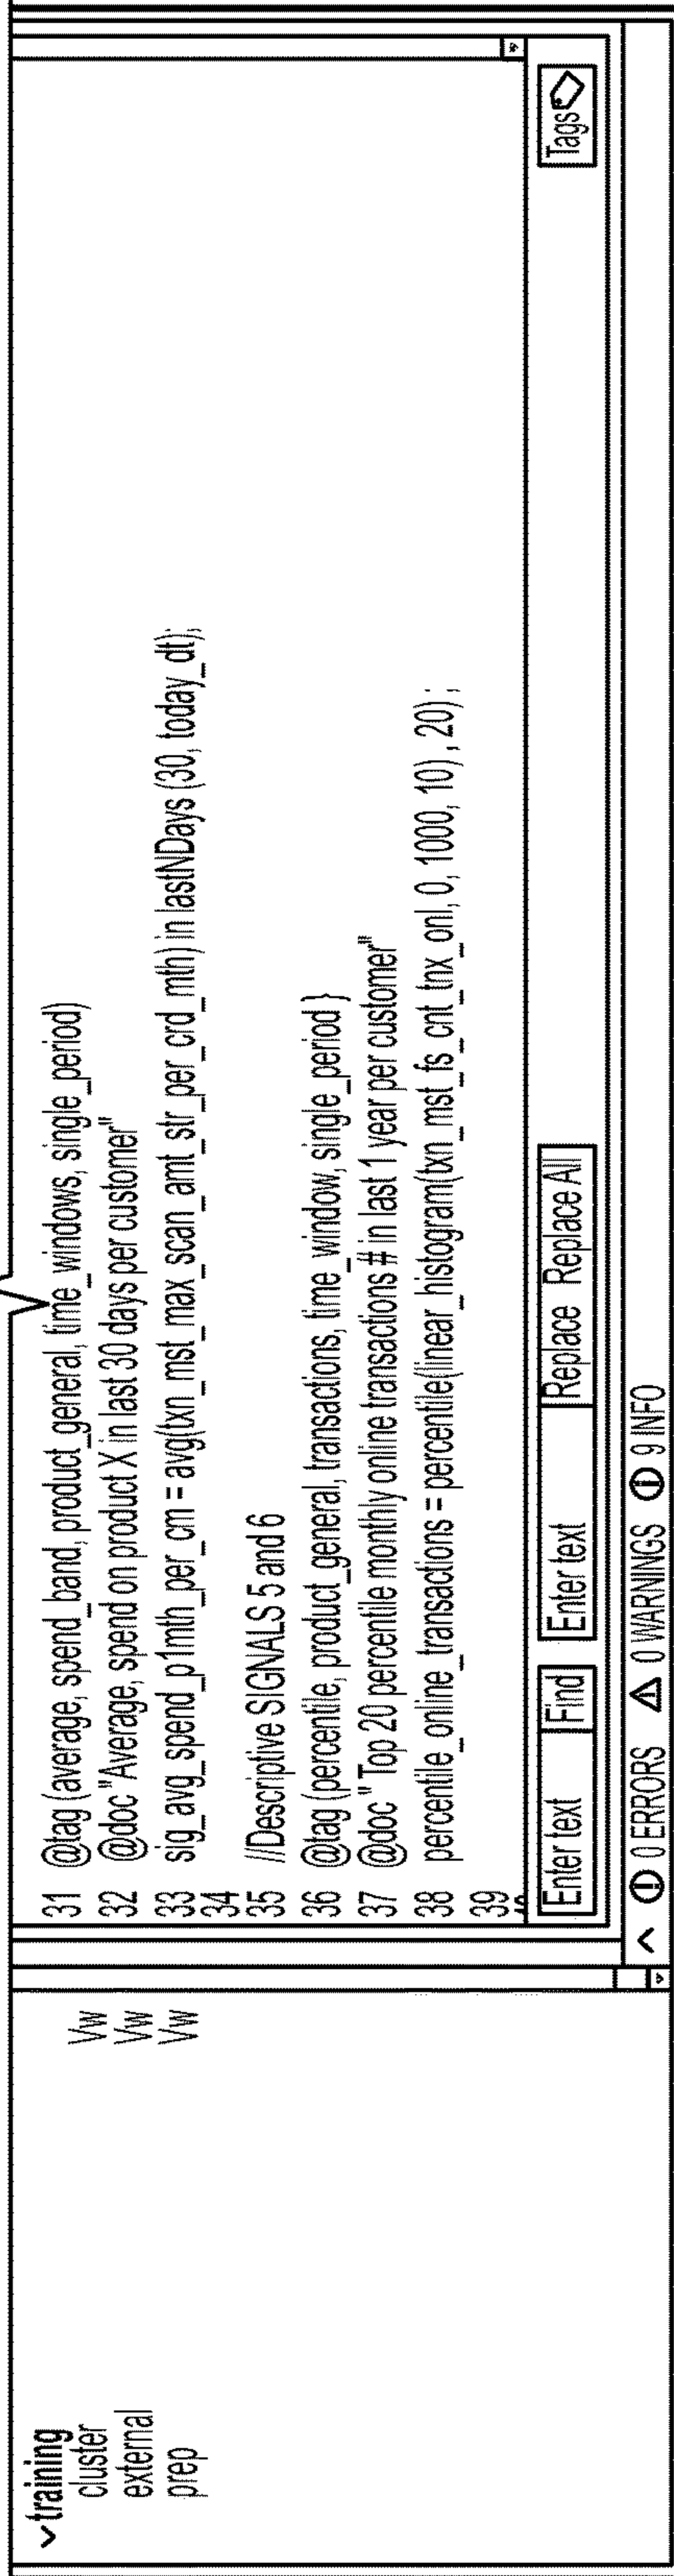 training
cluster Vw
external Vw
prep Vw
31 @tag (average, spend_band, product_general, time_windows, single_period)
32 @doc "Average, spend on product X in last 30 days per customer"
33 sig_avg_spend_p1mth_per_cm = avg(txn_mst_max_scan_amt_str_per_crd_mth) in lastNDays (30, today_dt);
34
35 //Descriptive SIGNALS 5 and 6
36 @tag (percentile, product_general, transactions, time_window, single_period }
37 @doc " Top 20 percentile monthly online transactions # in last 1 year per customer"
38 percentile_online_transactions = percentile(linear_histogram(txn_mst_fs_cnt_tnx_onl, 0, 1000, 10) , 20) ;
39
Enter text Find Enter text Replace Replace All Tags
0 ERRORS 0 WARNINGS 9 INFO